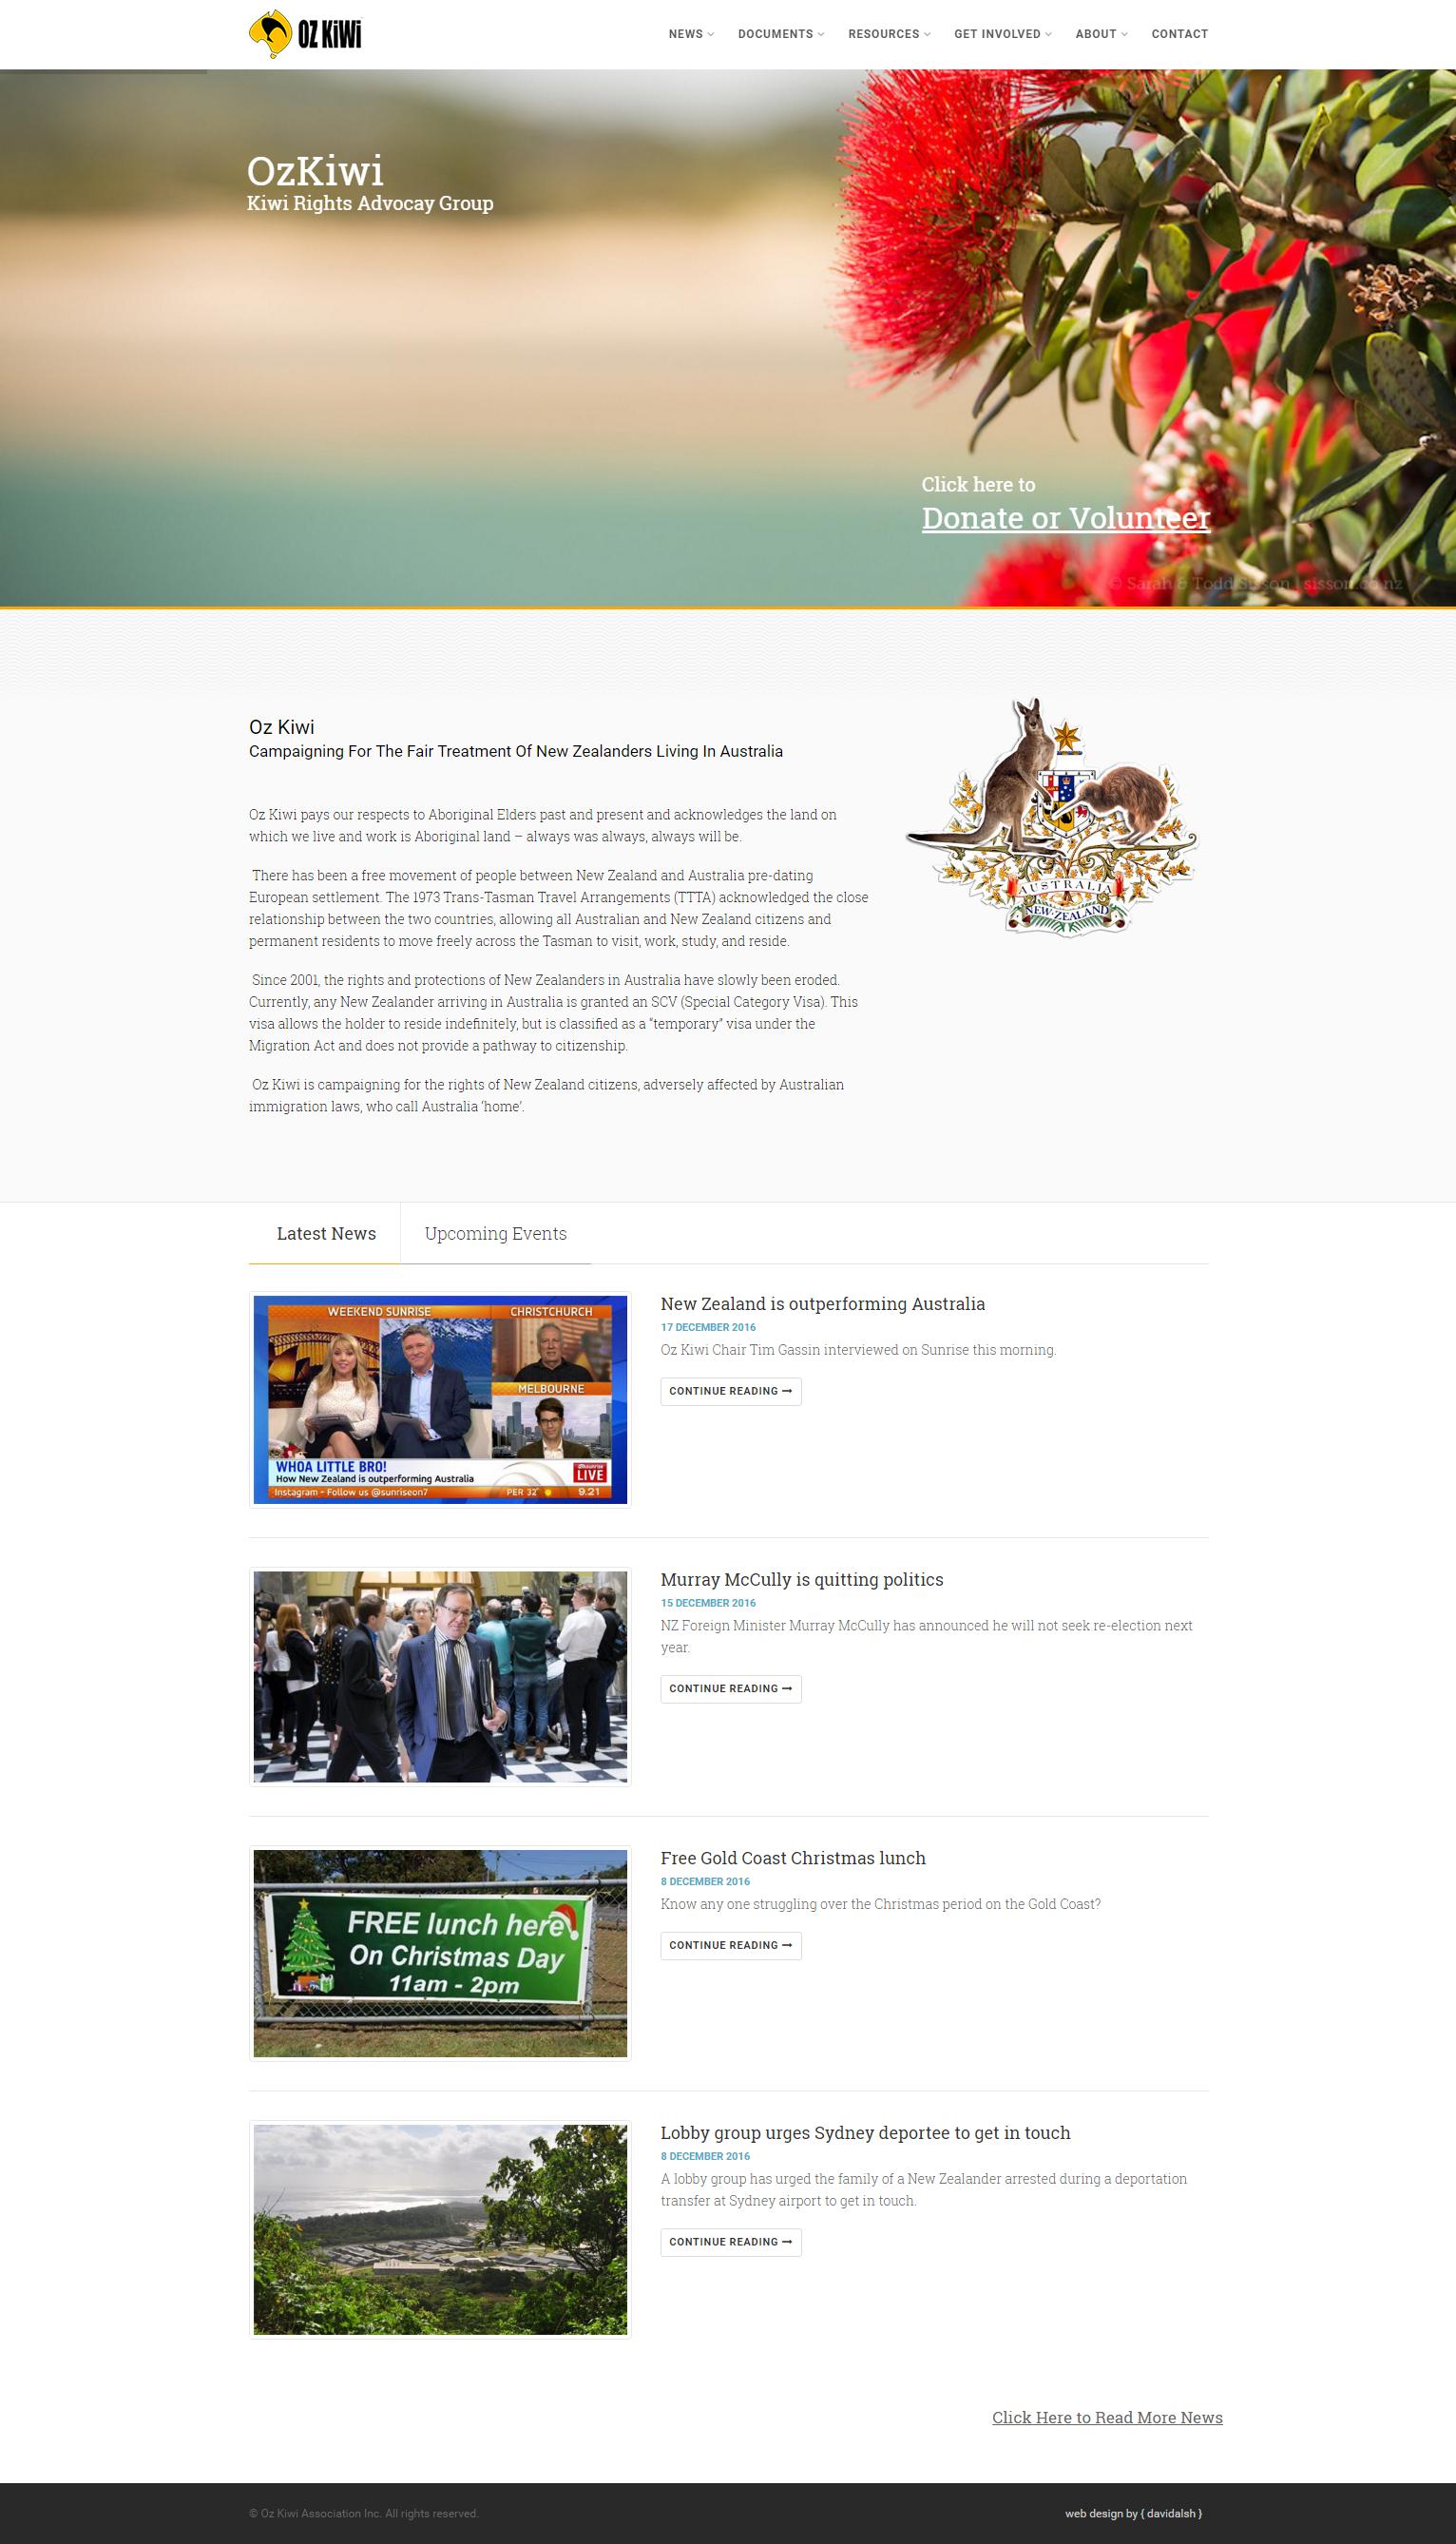 OZ KiWi
NEWS DOCUMENTS RESOURCES GET INVOLVED ABOUT CONTACT
OzKiwi
Kiwi Rights Advocay Group
Click here to
Donate or Volunteer
© Sarah & Todd Sisson | sisson.co.nz
Oz Kiwi
Campaigning For The Fair Treatment Of New Zealanders Living In Australia
Oz Kiwi pays our respects to Aboriginal Elders past and present and acknowledges the land on
which we live and work is Aboriginal land – always was always, always will be.
There has been a free movement of people between New Zealand and Australia pre-dating
European settlement. The 1973 Trans-Tasman Travel Arrangements (TTTA) acknowledged the close
relationship between the two countries, allowing all Australian and New Zealand citizens and
permanent residents to move freely across the Tasman to visit, work, study, and reside.
Since 2001, the rights and protections of New Zealanders in Australia have slowly been eroded.
Currently, any New Zealander arriving in Australia is granted an SCV (Special Category Visa). This
visa allows the holder to reside indefinitely, but is classified as a “temporary” visa under the
Migration Act and does not provide a pathway to citizenship.
Oz Kiwi is campaigning for the rights of New Zealand citizens, adversely affected by Australian
immigration laws, who call Australia ‘home’.
AUSTRALIA
NEW ZEALAND
Latest News Upcoming Events
WEEKEND SUNRISE CHRISTCHURCH
MELBOURNE
WHOA LITTLE BRO!
How New Zealand is outperforming Australia
LIVE
Instagram - Follow us @sunriseon7 PER 32° 9.21
New Zealand is outperforming Australia
17 DECEMBER 2016
Oz Kiwi Chair Tim Gassin interviewed on Sunrise this morning.
CONTINUE READING
Murray McCully is quitting politics
15 DECEMBER 2016
NZ Foreign Minister Murray McCully has announced he will not seek re-election next
year.
CONTINUE READING
FREE lunch here
On Christmas Day
11am - 2pm
Free Gold Coast Christmas lunch
8 DECEMBER 2016
Know any one struggling over the Christmas period on the Gold Coast?
CONTINUE READING
Lobby group urges Sydney deportee to get in touch
8 DECEMBER 2016
A lobby group has urged the family of a New Zealander arrested during a deportation
transfer at Sydney airport to get in touch.
CONTINUE READING
Click Here to Read More News
© Oz Kiwi Association Inc. All rights reserved.
web design by { davidalsh }